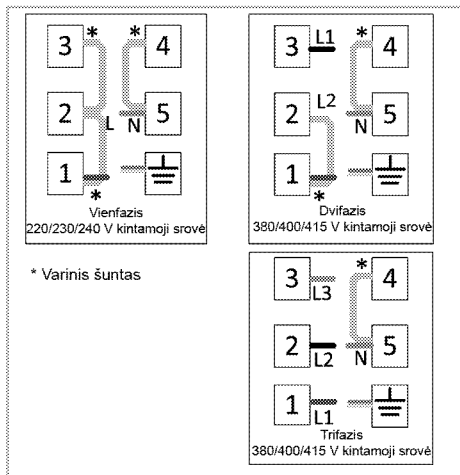 3 * * 4
2 L N 5
1 *
Vienfazis
220/230/240 V kintamoji srovė
3 L1 * 4
2 L2 N 5
1 *
Dvifazis
380/400/415 V kintamoji srovė
* Varinis šuntas
3 L3 * 4
2 L2 N 5
1 L1
Trifazis
380/400/415 V kintamoji srovė